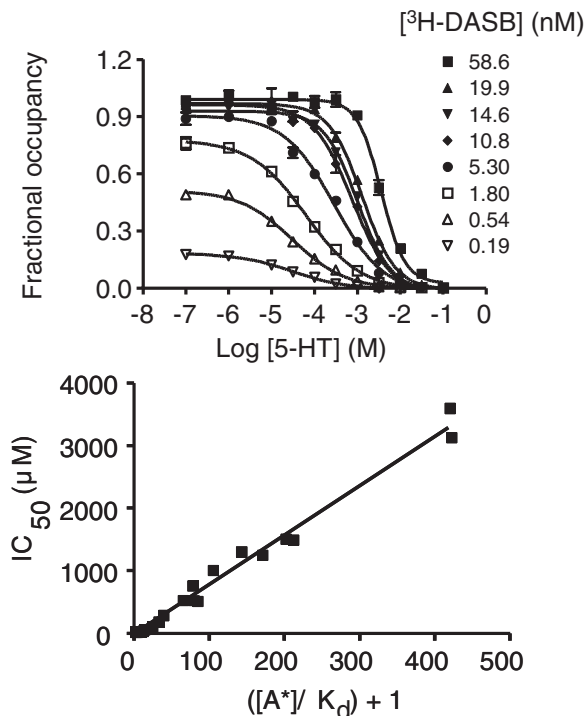 [³H-DASB] (nM)
58.6
19.9
14.6
10.8
5.30
1.80
0.54
0.19
Fractional occupancy
1.2
0.9
0.6
0.3
0.0
-8 -7 -6 -5 -4 -3 -2 -1 0
Log [5-HT] (M)
IC50 (µM)
4000
3000
2000
1000
0
0 100 200 300 400 500
([A*]/ Kd) + 1